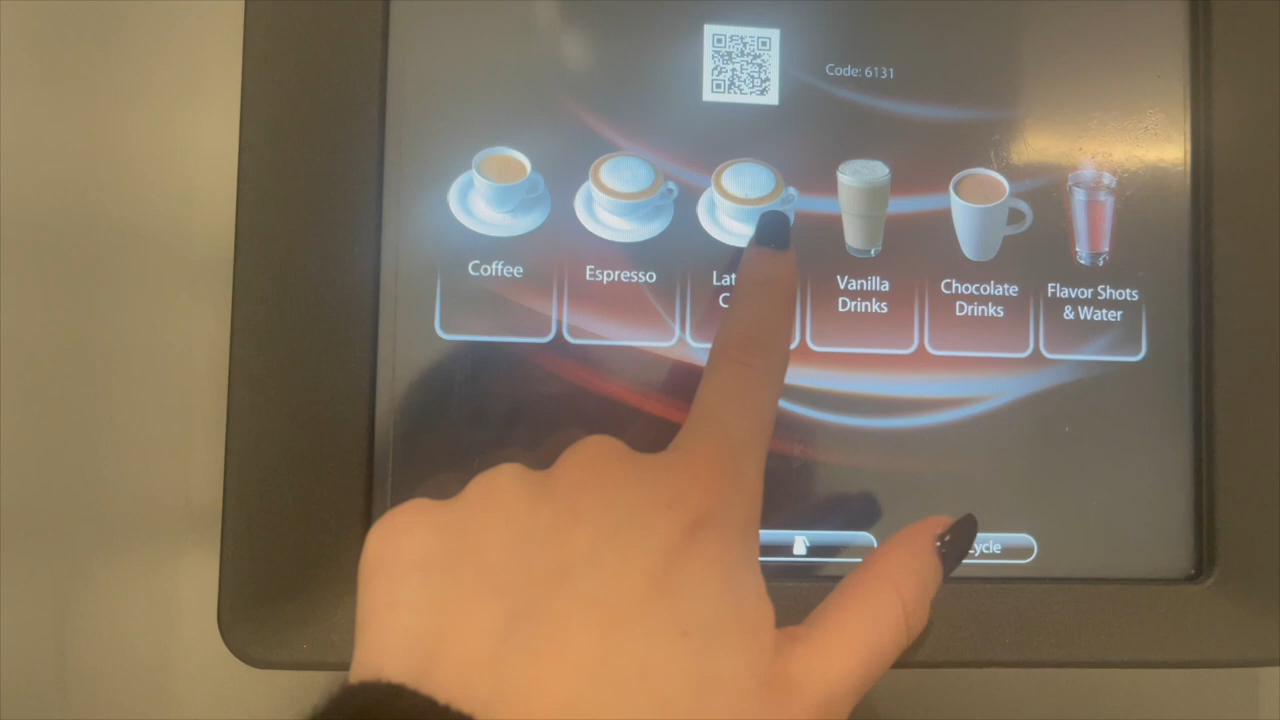 Code: 6131
Coffee
Espresso
Vanilla
Drinks
Chocolate
Drinks
Flavor Shots
& Water